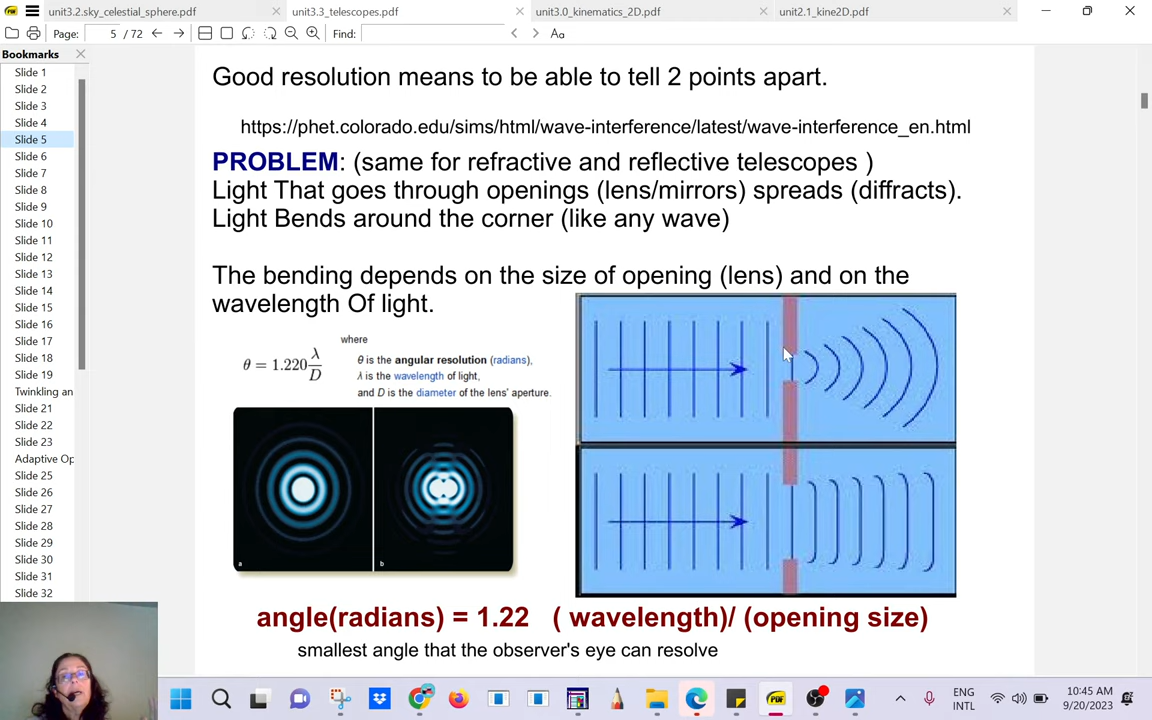 unit3.2.sky_celestial_sphere.pdf
unit3.3_telescopes.pdf
unit3.0_kinematics_2D.pdf
unit2.1_kine2D.pdf
Page: 5 / 72
Find:
Aa
Bookmarks
Slide 1
Slide 2
Slide 3
Slide 4
Slide 5
Slide 6
Slide 7
Slide 8
Slide 9
Slide 10
Slide 11
Slide 12
Slide 13
Slide 14
Slide 15
Slide 16
Slide 17
Slide 18
Slide 19
Twinkling an
Slide 21
Slide 22
Slide 23
Adaptive Op
Slide 25
Slide 26
Slide 27
Slide 28
Slide 29
Slide 30
Slide 31
Slide 32
Good resolution means to be able to tell 2 points apart.
https://phet.colorado.edu/sims/html/wave-interference/latest/wave-interference_en.html
PROBLEM: (same for refractive and reflective telescopes )
Light That goes through openings (lens/mirrors) spreads (diffracts).
Light Bends around the corner (like any wave)
The bending depends on the size of opening (lens) and on the
wavelength Of light.
where
θ = 1.220 λ/D
θ is the angular resolution (radians),
λ is the wavelength of light,
and D is the diameter of the lens' aperture.
a
b
angle(radians) = 1.22 ( wavelength)/ (opening size)
smallest angle that the observer's eye can resolve
PDF
ENG
INTL
10:45 AM
9/20/2023